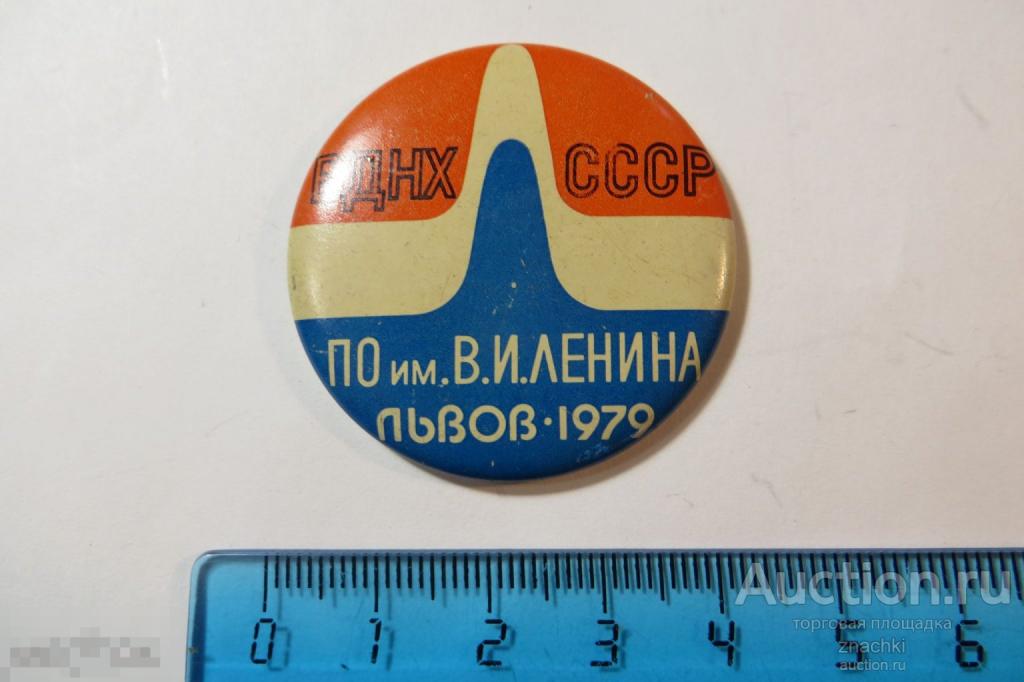 ВДНХ СССР
ПО им. В.И.ЛЕНИНА
ЛЬВОВ·1979
0 1 2 3 4 5 6
Auction.ru
торговая площадка
znachki
auction.ru